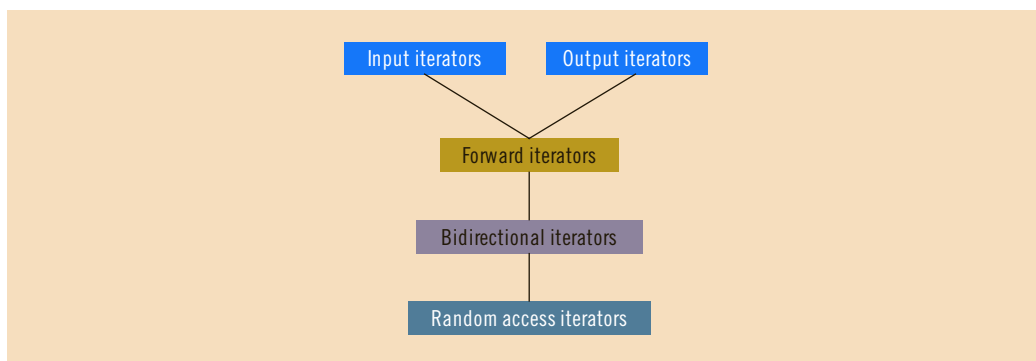 Input iterators
Output iterators
Forward iterators
Bidirectional iterators
Random access iterators